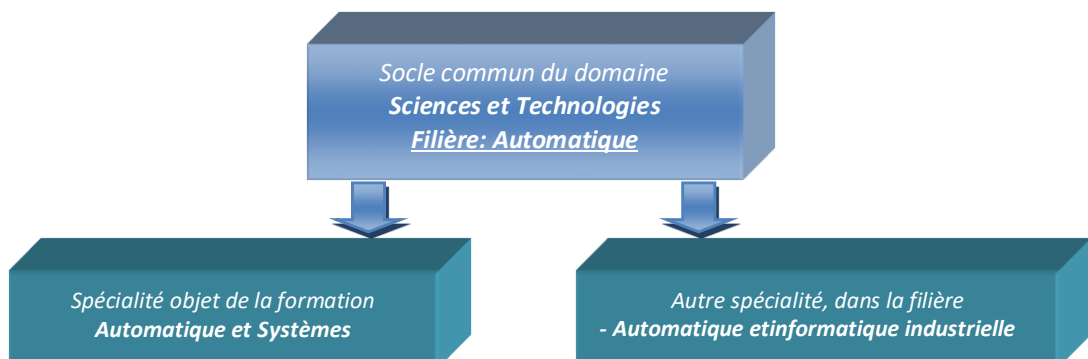 Socle commun du domaine
Sciences et Technologies
Filière: Automatique
Spécialité objet de la formation
Automatique et Systèmes
Autre spécialité, dans la filière
- Automatique etinformatique industrielle